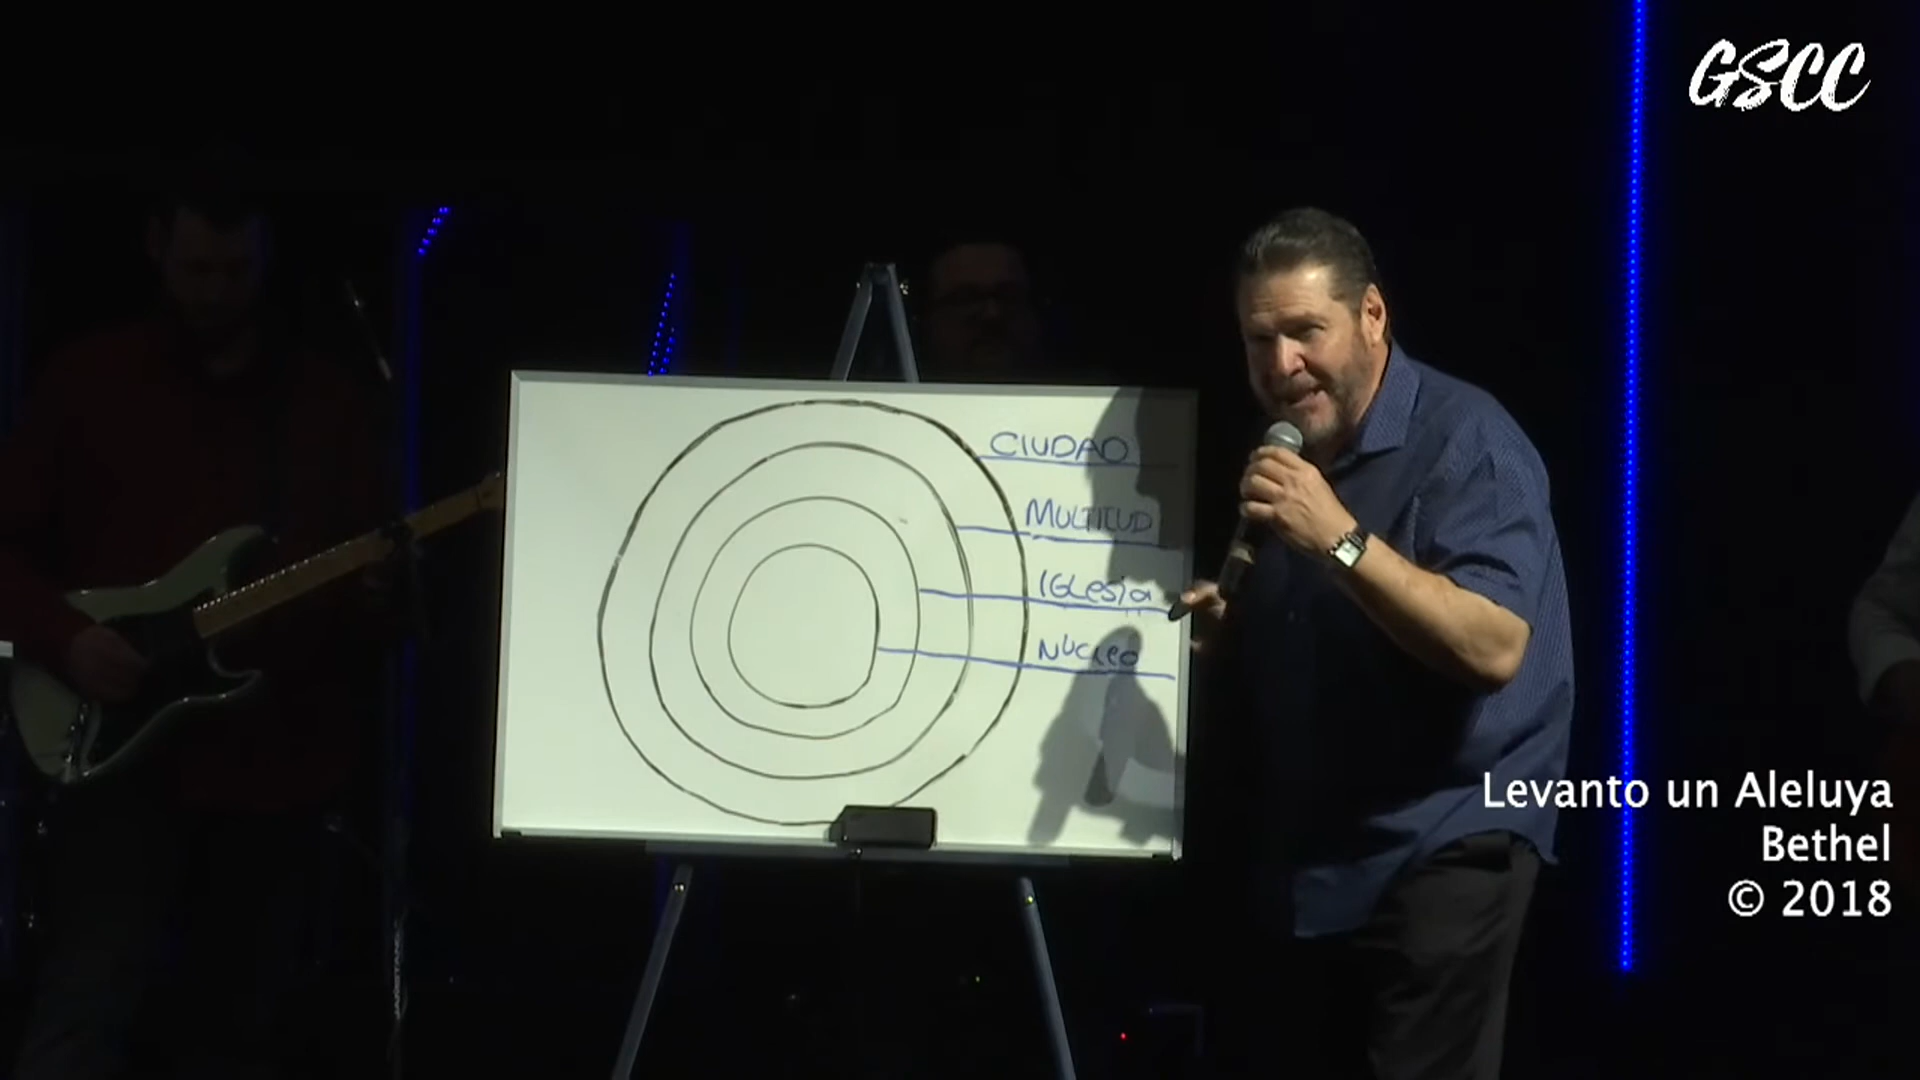 GSCC
CIUDAD
MULTITUD
IGLesia
NUCLeo
Levanto un Aleluya
Bethel
© 2018